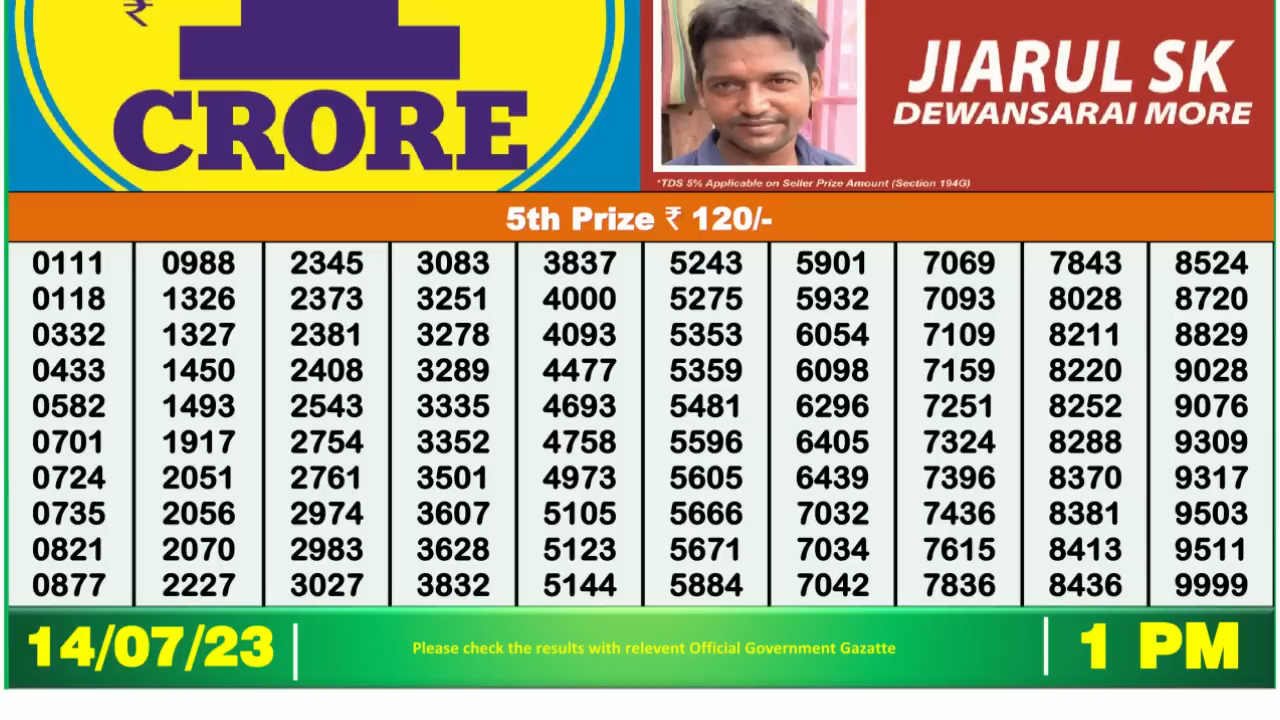 ₹ 1
CRORE
JIARUL SK
DEWANSARAI MORE
*TDS 5% Applicable on Seller Prize Amount (Section 194G)
5th Prize ₹ 120/-
0111 0988 2345 3083 3837 5243 5901 7069 7843 8524
0118 1326 2373 3251 4000 5275 5932 7093 8028 8720
0332 1327 2381 3278 4093 5353 6054 7109 8211 8829
0433 1450 2408 3289 4477 5359 6098 7159 8220 9028
0582 1493 2543 3335 4693 5481 6296 7251 8252 9076
0701 1917 2754 3352 4758 5596 6405 7324 8288 9309
0724 2051 2761 3501 4973 5605 6439 7396 8370 9317
0735 2056 2974 3607 5105 5666 7032 7436 8381 9503
0821 2070 2983 3628 5123 5671 7034 7615 8413 9511
0877 2227 3027 3832 5144 5884 7042 7836 8436 9999
14/07/23 Please check the results with relevent Official Government Gazatte 1 PM